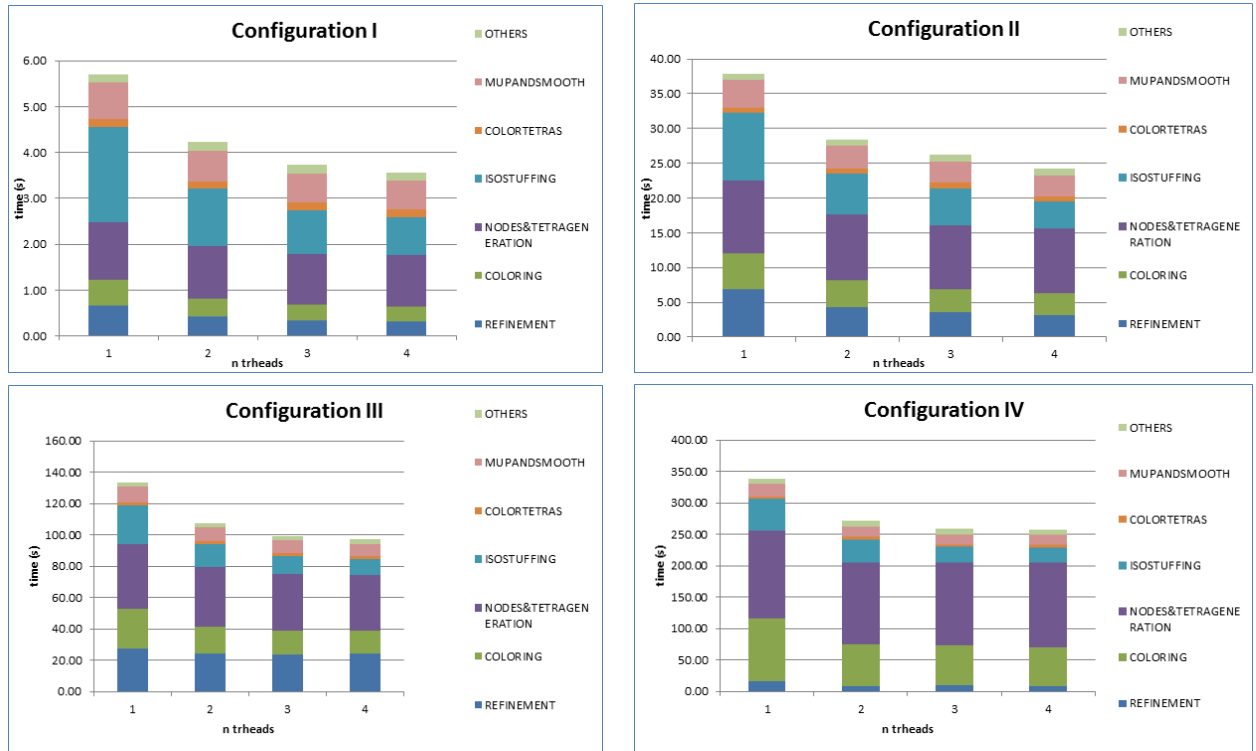 Configuration I
time (s)
6.00
5.00
4.00
3.00
2.00
1.00
0.00
1 2 3 4
n trheads
OTHERS
MUPANDSMOOTH
COLORTETRAS
ISOSTUFFING
NODES&TETRAGEN
ERATION
COLORING
REFINEMENT
Configuration II
time (s)
40.00
35.00
30.00
25.00
20.00
15.00
10.00
5.00
0.00
1 2 3 4
n trheads
OTHERS
MUPANDSMOOTH
COLORTETRAS
ISOSTUFFING
NODES&TETRAGENE
RATION
COLORING
REFINEMENT
Configuration III
time (s)
160.00
140.00
120.00
100.00
80.00
60.00
40.00
20.00
0.00
1 2 3 4
n trheads
OTHERS
MUPANDSMOOTH
COLORTETRAS
ISOSTUFFING
NODES&TETRAGEN
ERATION
COLORING
REFINEMENT
Configuration IV
time (s)
400.00
350.00
300.00
250.00
200.00
150.00
100.00
50.00
0.00
1 2 3 4
n trheads
OTHERS
MUPANDSMOOTH
COLORTETRAS
ISOSTUFFING
NODES&TETRAGENE
RATION
COLORING
REFINEMENT